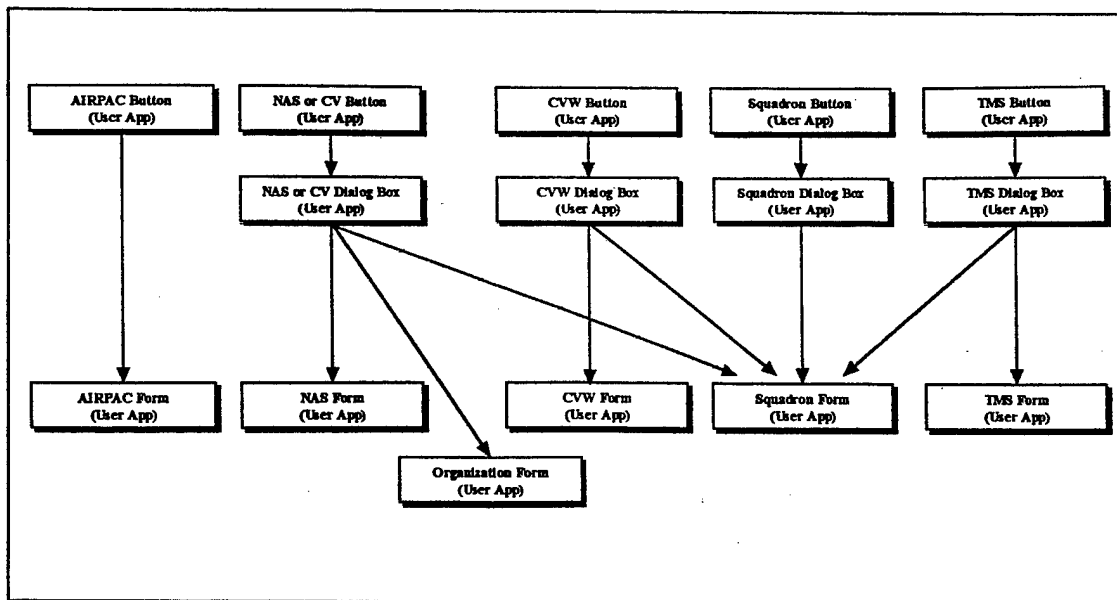 AIRPAC Button
(User App)
NAS or CV Button
(User App)
CVW Button
(User App)
Squadron Button
(User App)
TMS Button
(User App)
NAS or CV Dialog Box
(User App)
CVW Dialog Box
(User App)
Squadron Dialog Box
(User App)
TMS Dialog Box
(User App)
AIRPAC Form
(User App)
NAS Form
(User App)
CVW Form
(User App)
Squadron Form
(User App)
TMS Form
(User App)
Organization Form
(User App)